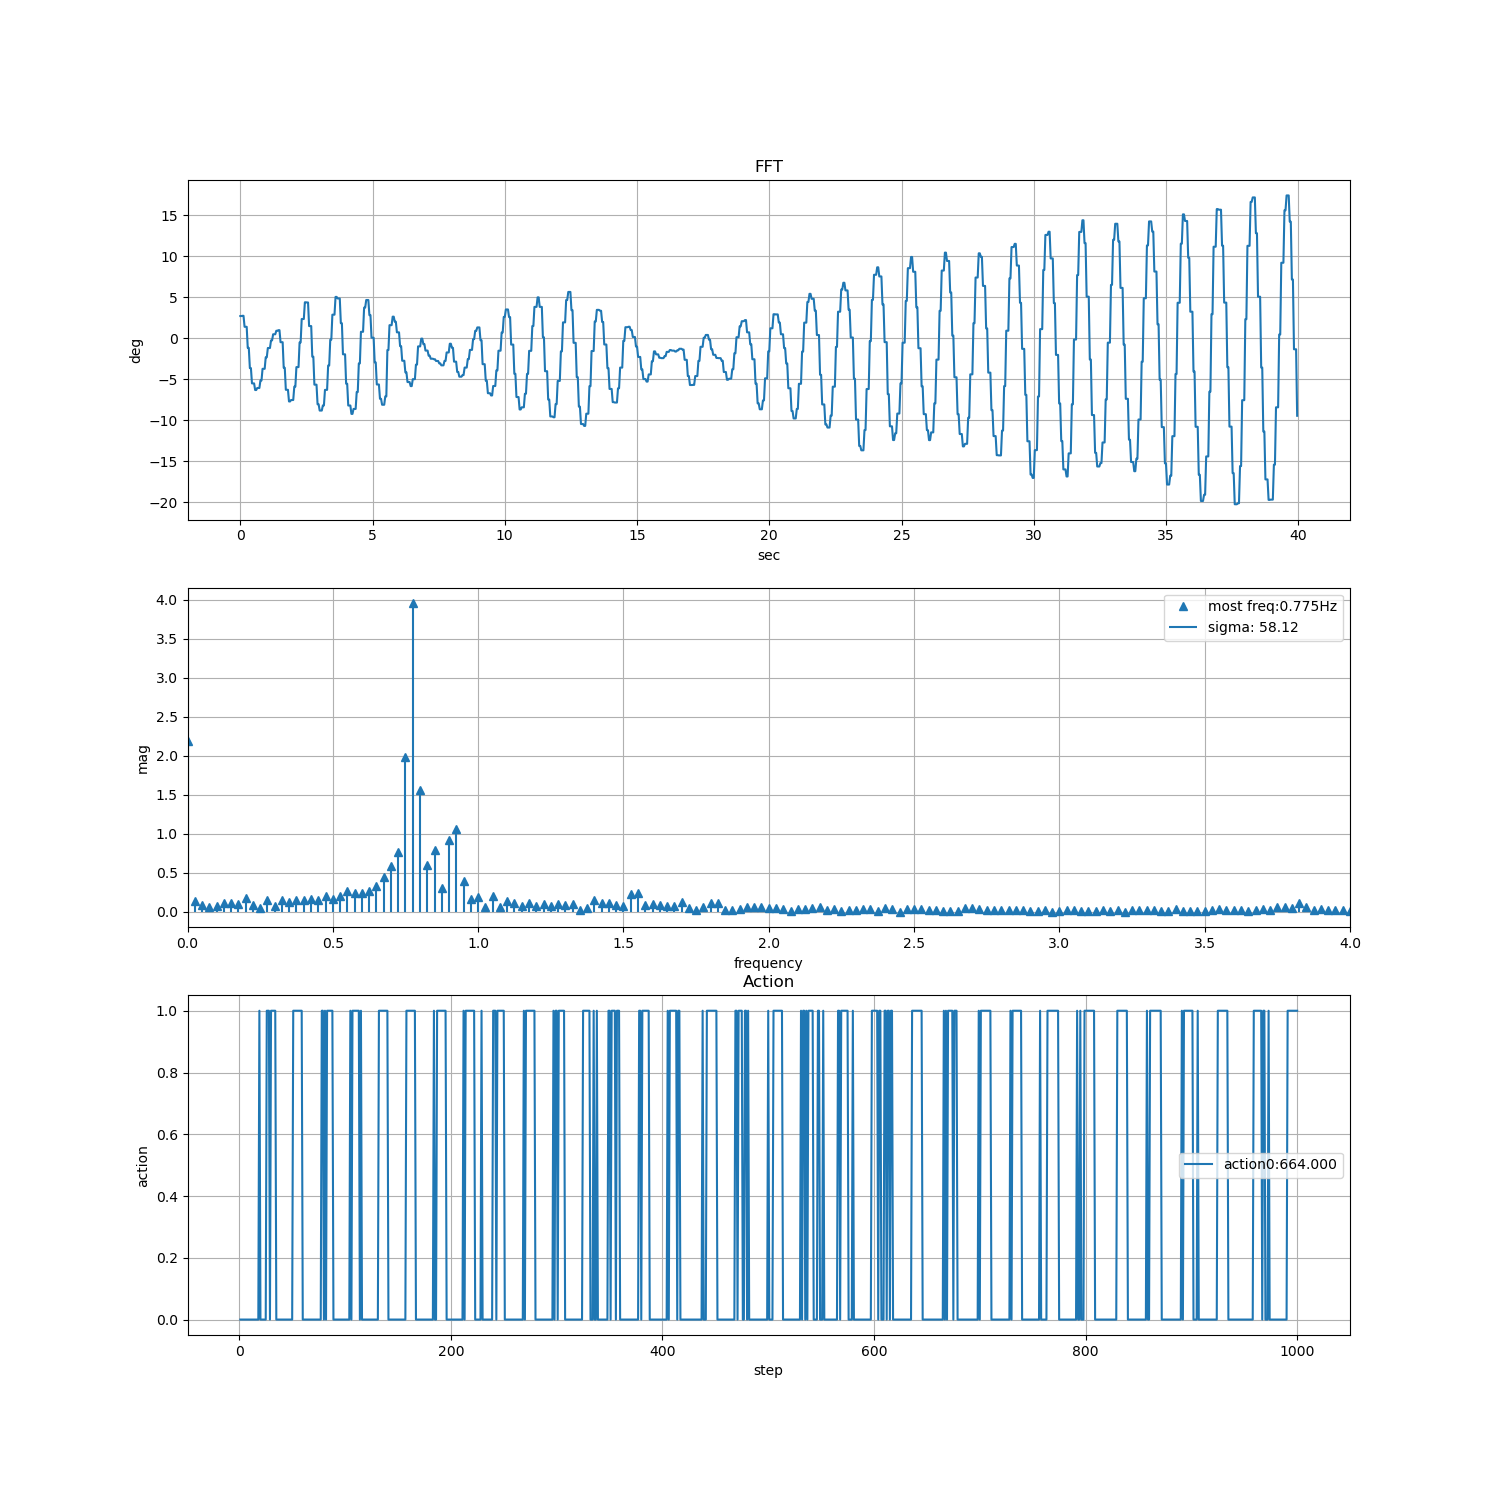 FFT
15
10
5
0
−5
−10
−15
−20
deg
0 5 10 15 20 25 30 35 40
sec
4.0
3.5
3.0
2.5
2.0
1.5
1.0
0.5
0.0
mag
most freq:0.775Hz
sigma: 58.12
0.0 0.5 1.0 1.5 2.0 2.5 3.0 3.5 4.0
frequency
Action
1.0
0.8
0.6
0.4
0.2
0.0
action
action0:664.000
0 200 400 600 800 1000
step